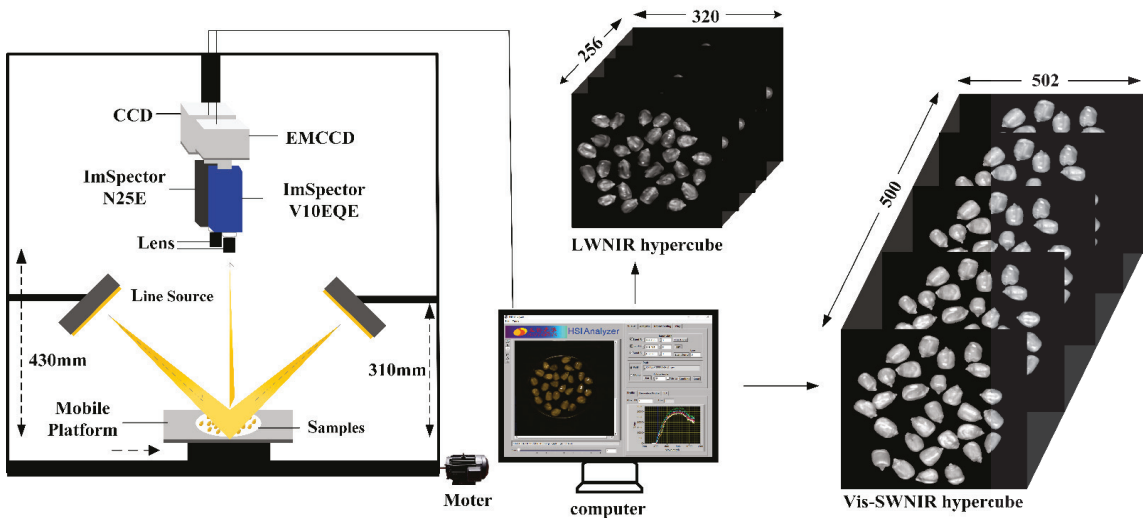 CCD
EMCCD
ImSpector
N25E
ImSpector
V10EQE
Lens
Line Source
430mm
310mm
Mobile
Platform
Samples
Moter
HSI Analyzer
computer
320
256
LWNIR hypercube
502
500
Vis-SWNIR hypercube